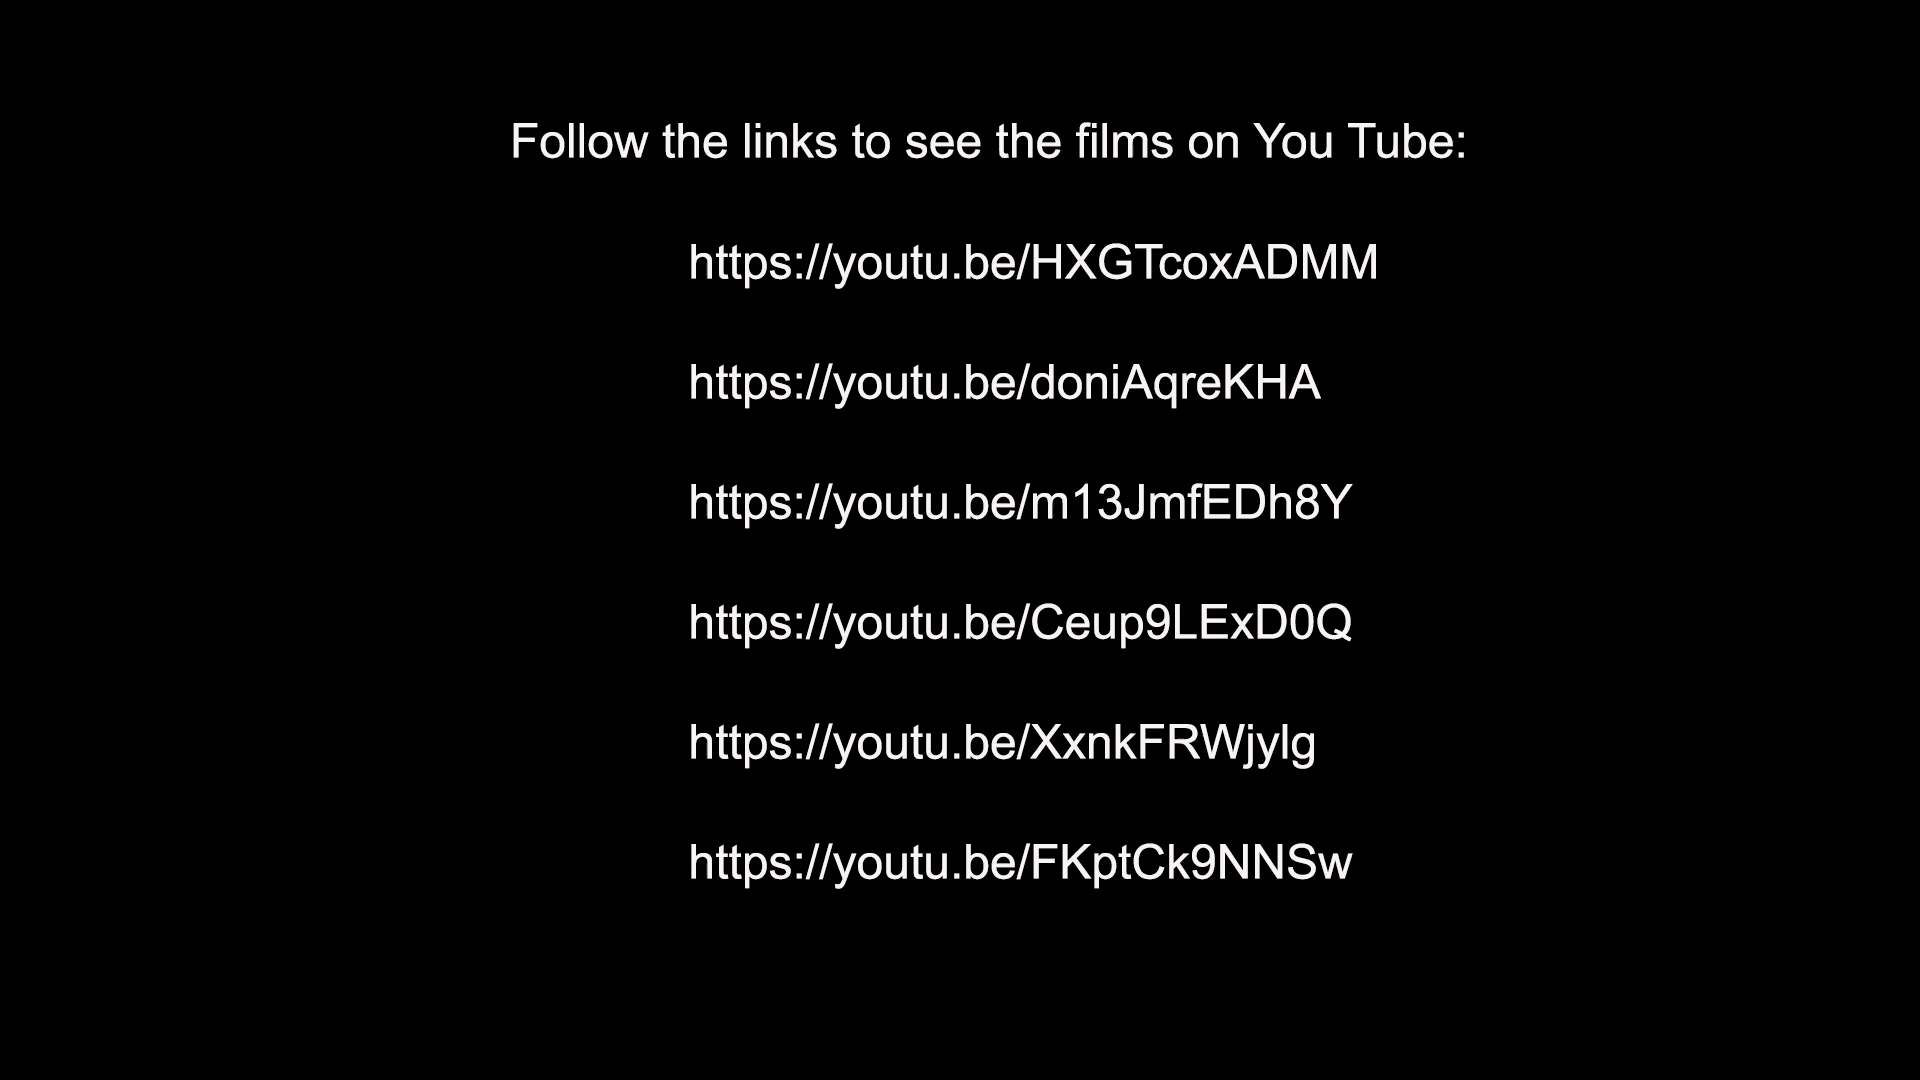 Follow the links to see the films on You Tube:
https://youtu.be/HXGTcoxADMM
https://youtu.be/doniAqreKHA
https://youtu.be/m13JmfEDh8Y
https://youtu.be/Ceup9LExD0Q
https://youtu.be/XxnkFRWjylg
https://youtu.be/FKptCk9NNSw